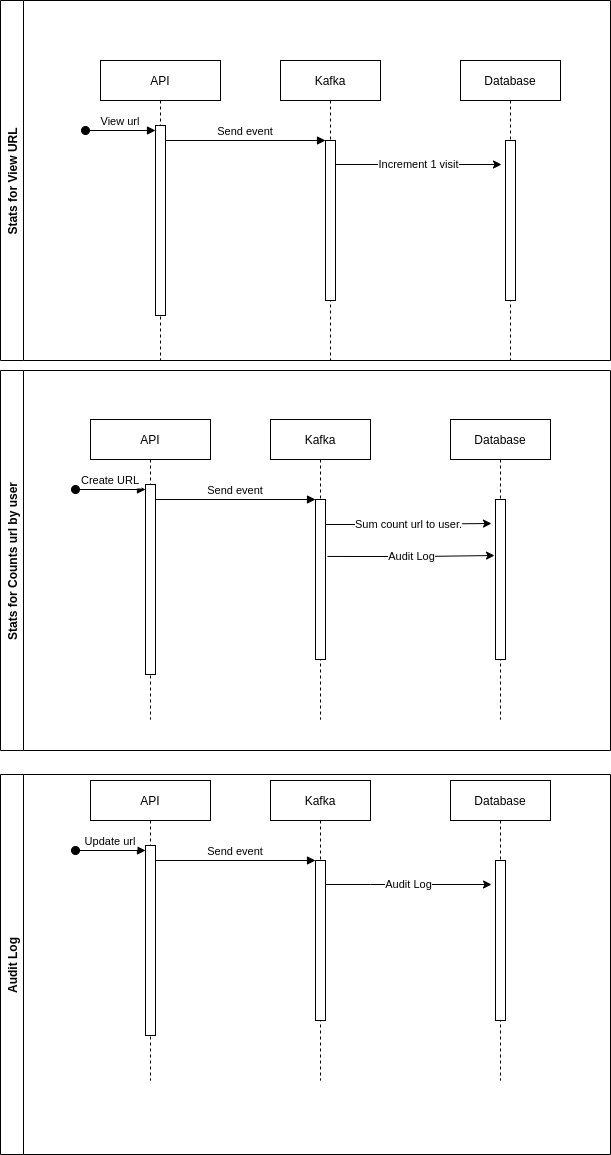 Stats for View URL
API
Kafka
Database
View url
Send event
Increment 1 visit
Stats for Counts url by user
API
Kafka
Database
Create URL
Send event
Sum count url to user.
Audit Log
Audit Log
API
Kafka
Database
Update url
Send event
Audit Log